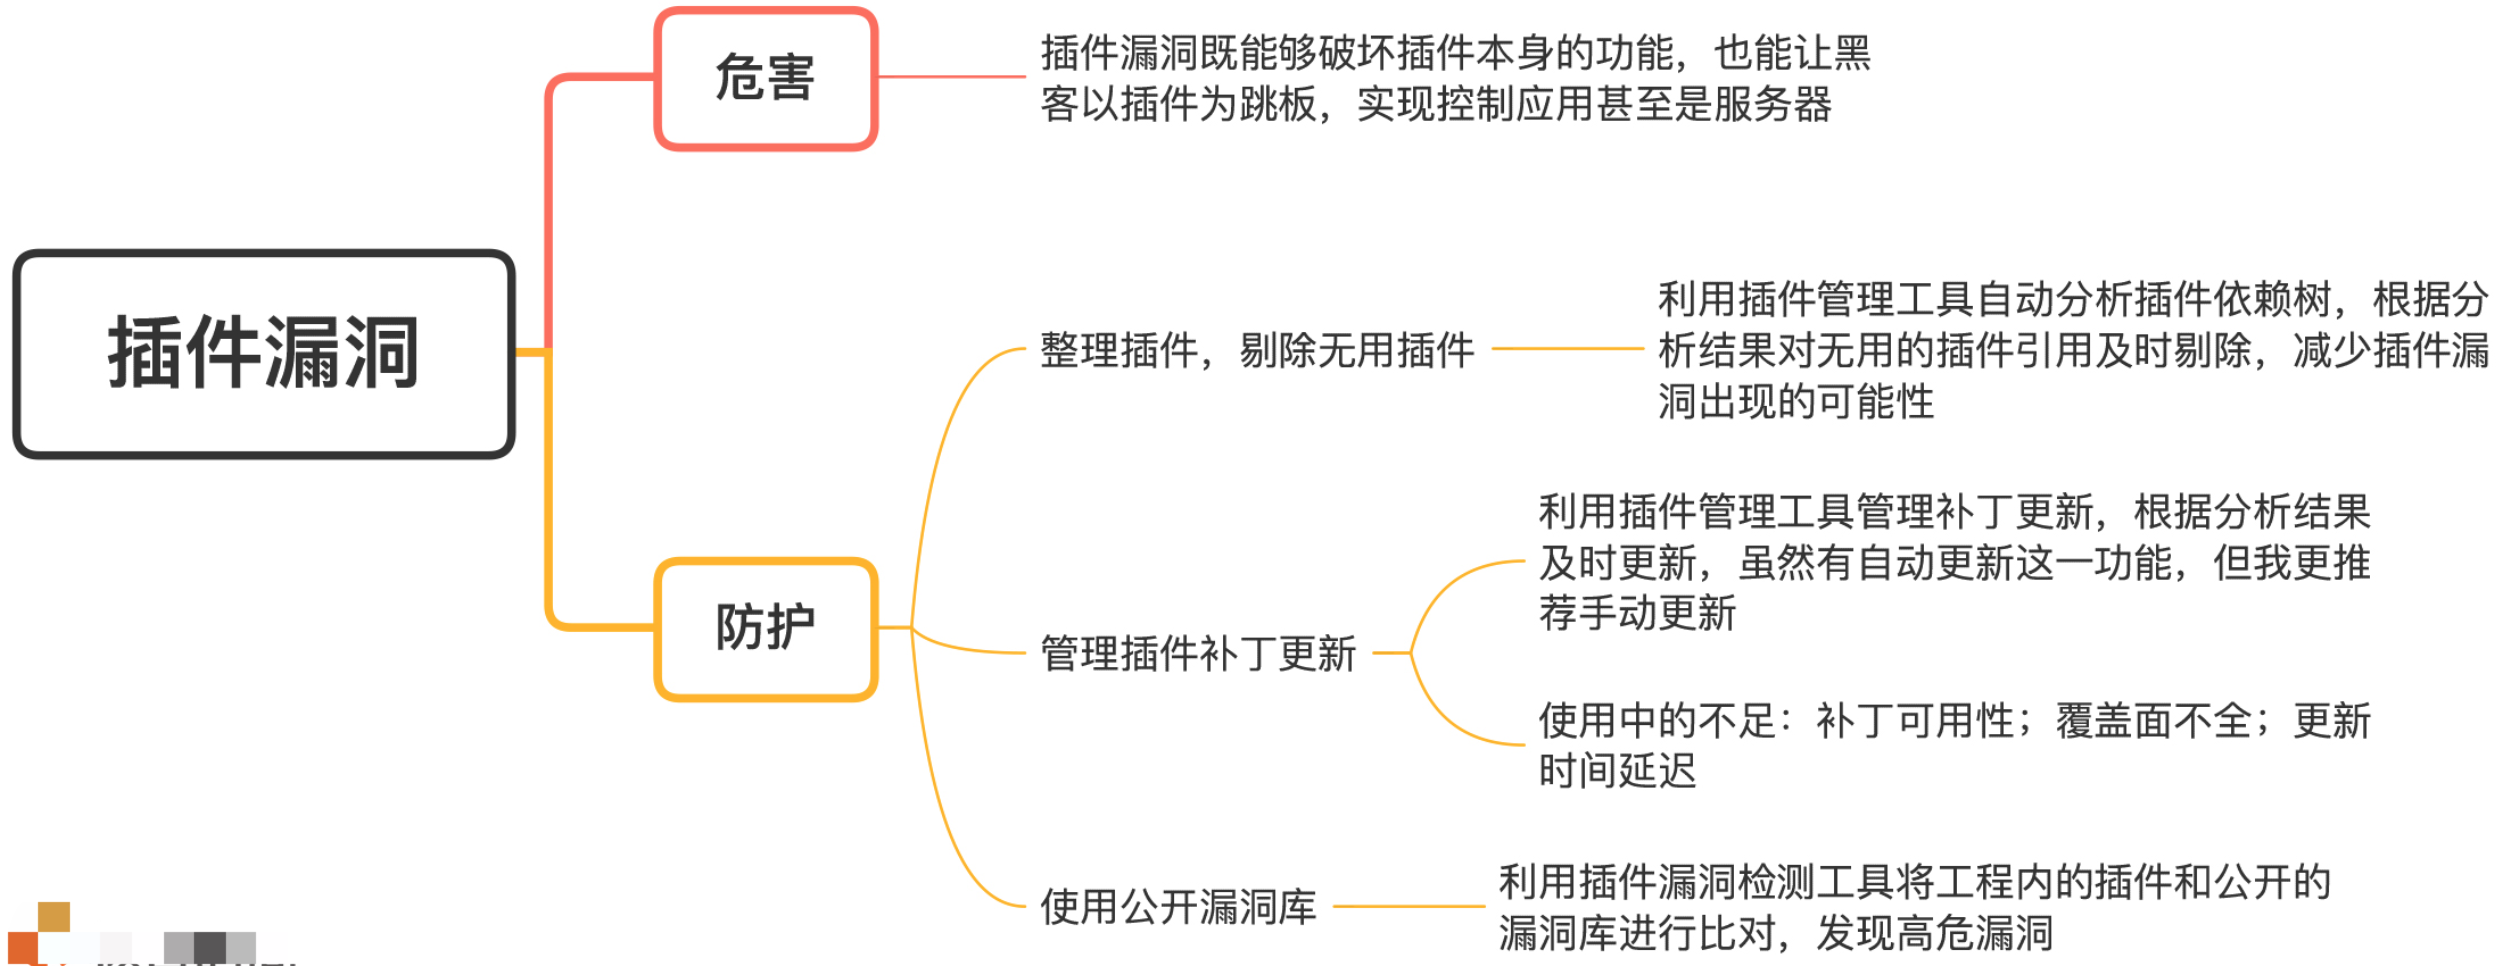 危害
插件漏洞既能够破坏插件本身的功能，也能让黑
客以插件为跳板，实现控制应用甚至是服务器
插件漏洞
整理插件，剔除无用插件
利用插件管理工具自动分析插件依赖树，根据分
析结果对无用的插件引用及时剔除，减少插件漏
洞出现的可能性
防护
管理插件补丁更新
利用插件管理工具管理补丁更新，根据分析结果
及时更新，虽然有自动更新这一功能，但我更推
荐手动更新
使用中的不足：补丁可用性；覆盖面不全；更新
时间延迟
使用公开漏洞库
利用插件漏洞检测工具将工程内的插件和公开的
漏洞库进行比对，发现高危漏洞